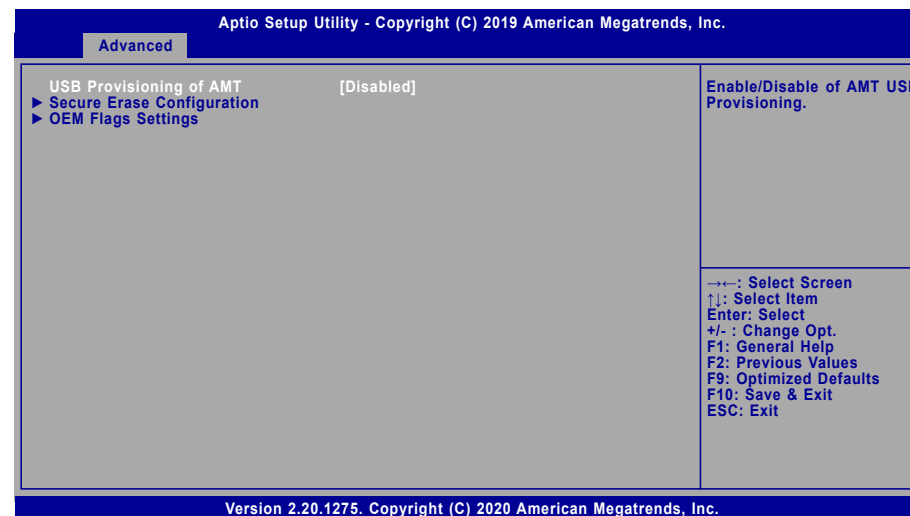 Aptio Setup Utility - Copyright (C) 2019 American Megatrends, Inc.
Advanced
USB Provisioning of AMT [Disabled]
► Secure Erase Configuration
► OEM Flags Settings
Enable/Disable of AMT USB
Provisioning.
→←: Select Screen
↑↓: Select Item
Enter: Select
+/- : Change Opt.
F1: General Help
F2: Previous Values
F9: Optimized Defaults
F10: Save & Exit
ESC: Exit
Version 2.20.1275. Copyright (C) 2020 American Megatrends, Inc.